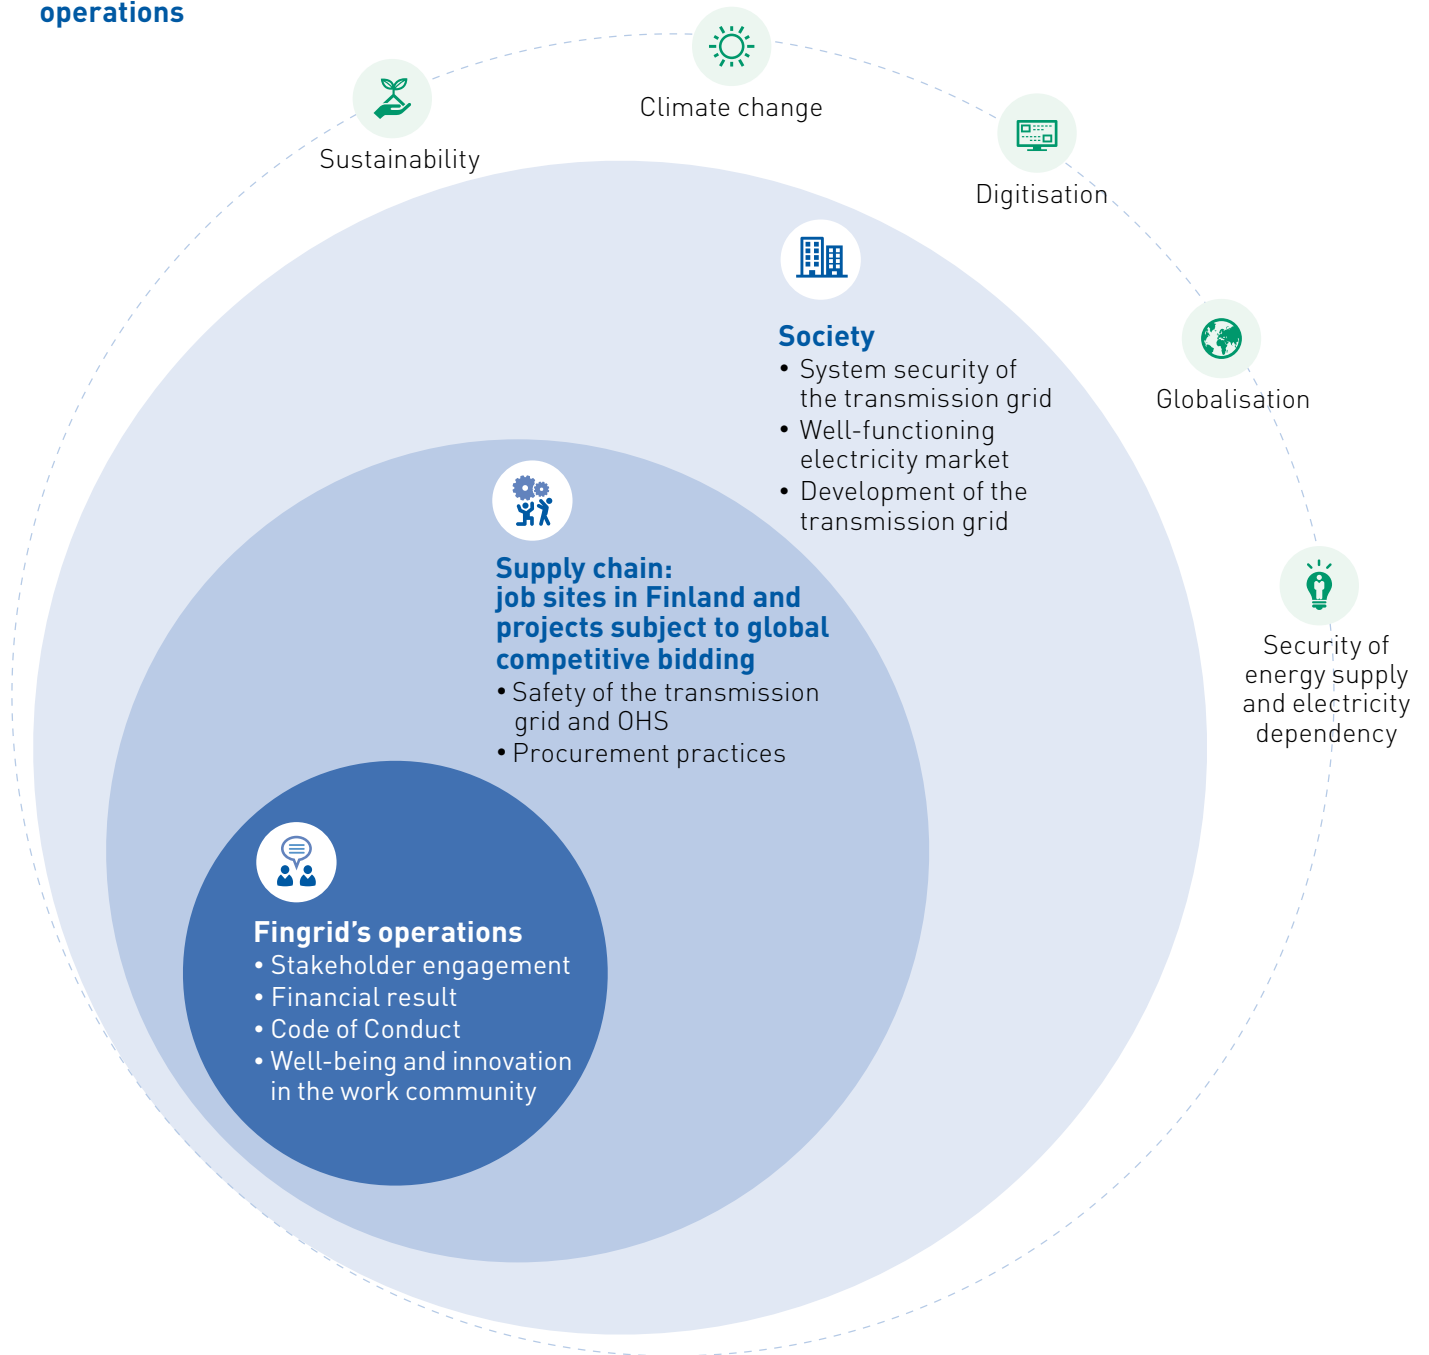 operations
Climate change
Sustainability
Digitisation
Society
• System security of
the transmission grid
• Well-functioning
electricity market
• Development of the
transmission grid
Globalisation
Supply chain:
job sites in Finland and
projects subject to global
competitive bidding
• Safety of the transmission
grid and OHS
• Procurement practices
Security of
energy supply
and electricity
dependency
Fingrid’s operations
• Stakeholder engagement
• Financial result
• Code of Conduct
• Well-being and innovation
in the work community